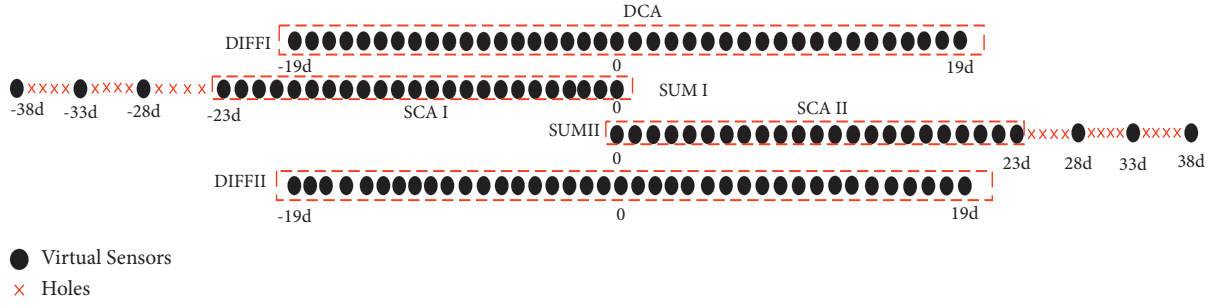 DCA
DIFFI
-19d 0 19d
-38d -33d -28d -23d 0
SCA I
SUM I
SCA II
SUMII
0 23d 28d 33d 38d
DIFFII
-19d 0 19d
Virtual Sensors
Holes